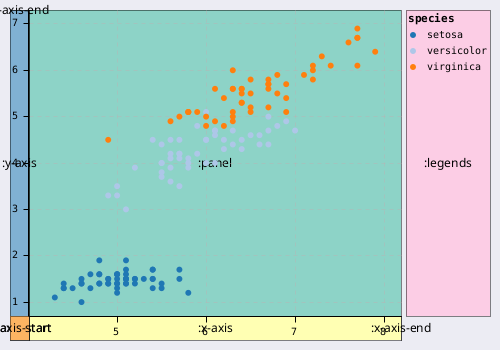 -axis-end
7
6
5
:y-axis
3
2
1
:panel
species
setosa
versicolor
virginica
:legends
axis-start
:x-axis
:x-axis-end
5
6
7
8